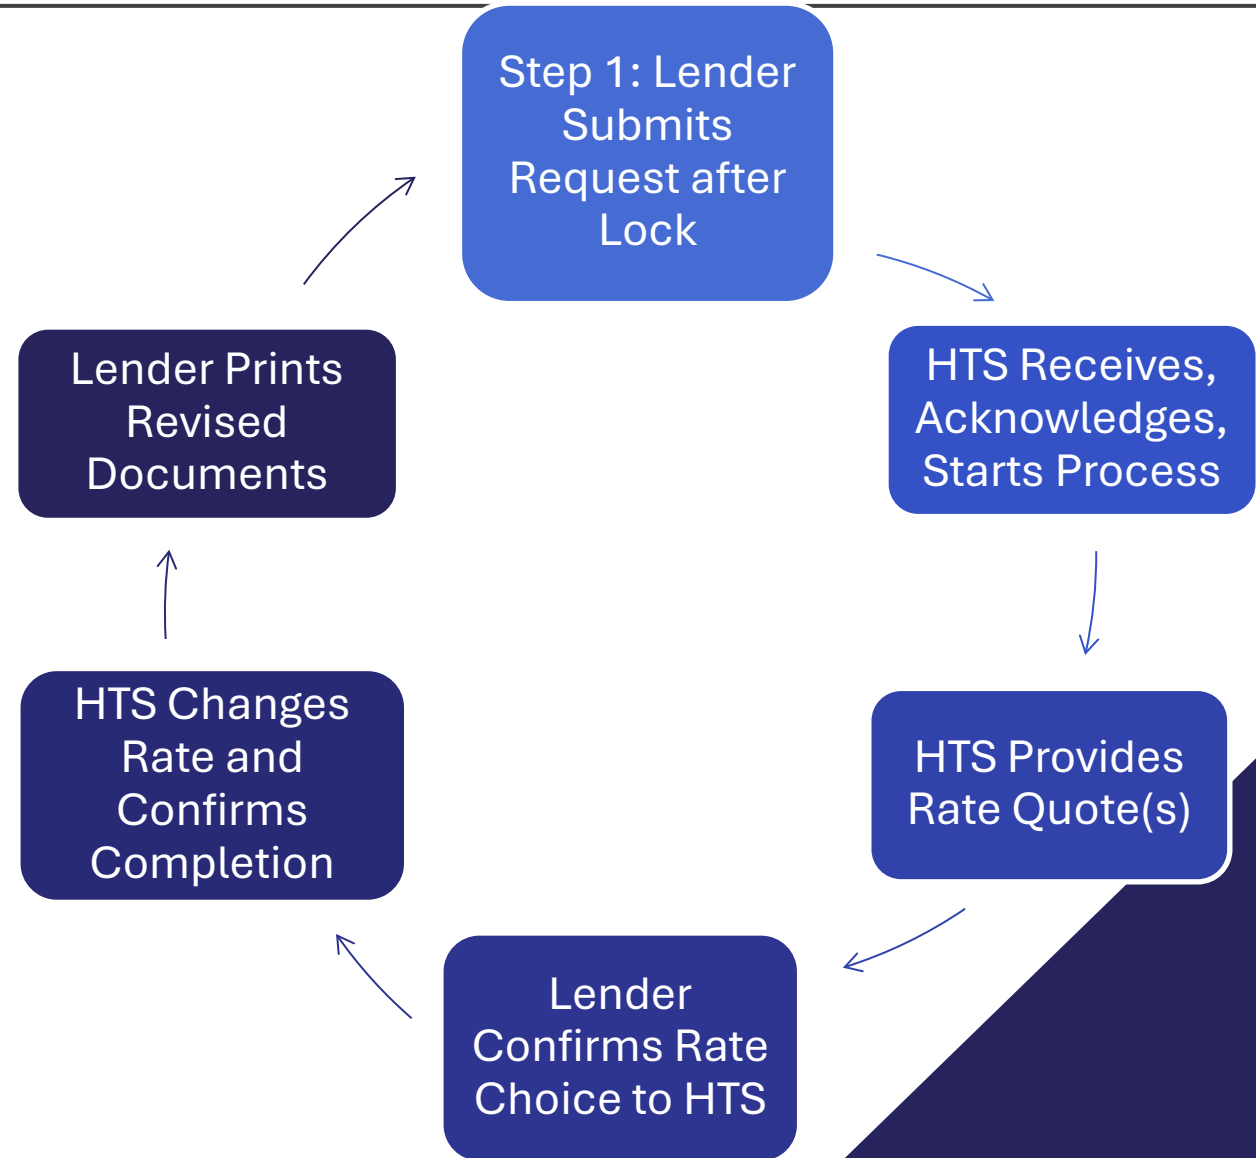 Step 1: Lender
Submits
Request after
Lock
HTS Receives,
Acknowledges,
Starts Process
HTS Provides
Rate Quote(s)
Lender
Confirms Rate
Choice to HTS
HTS Changes
Rate and
Confirms
Completion
Lender Prints
Revised
Documents